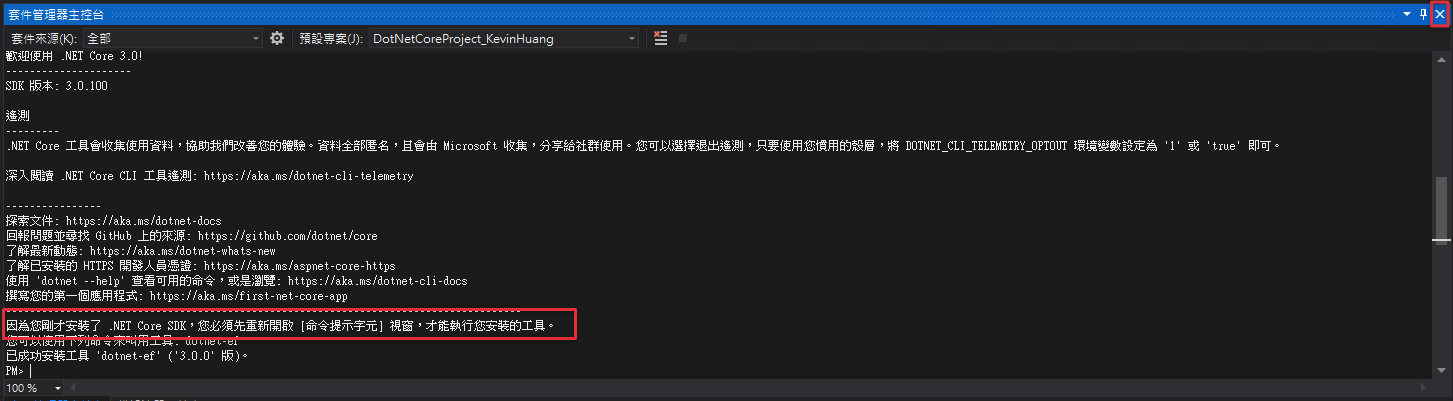 套件管理器主控台
套件來源(K): 全部 預設專案(J): DotNetCoreProject_KevinHuang
歡迎使用 .NET Core 3.0!
---------------------
SDK 版本: 3.0.100
遙測
---------
.NET Core 工具會收集使用資料，協助我們改善您的體驗。資料全部匿名，且會由 Microsoft 收集，分享給社群使用。您可以選擇退出遙測，只要使用您慣用的殼層，將 DOTNET_CLI_TELEMETRY_OPTOUT 環境變數設定為 '1' 或 'true' 即可。
深入閱讀 .NET Core CLI 工具遙測: https://aka.ms/dotnet-cli-telemetry
----------------
探索文件: https://aka.ms/dotnet-docs
回報問題並尋找 GitHub 上的來源: https://github.com/dotnet/core
了解最新動態: https://aka.ms/dotnet-whats-new
了解已安裝的 HTTPS 開發人員憑證: https://aka.ms/aspnet-core-https
使用 'dotnet --help' 查看可用的命令，或是瀏覽: https://aka.ms/dotnet-cli-docs
撰寫您的第一個應用程式: https://aka.ms/first-net-core-app
--------------------------------------------------------------------------------------
因為您剛才安裝了 .NET Core SDK，您必須先重新開啟 [命令提示字元] 視窗，才能執行您安裝的工具。
您可以使用下列命令來叫用工具: dotnet-ef
已成功安裝工具 'dotnet-ef' ('3.0.0' 版)。
PM>
100 %